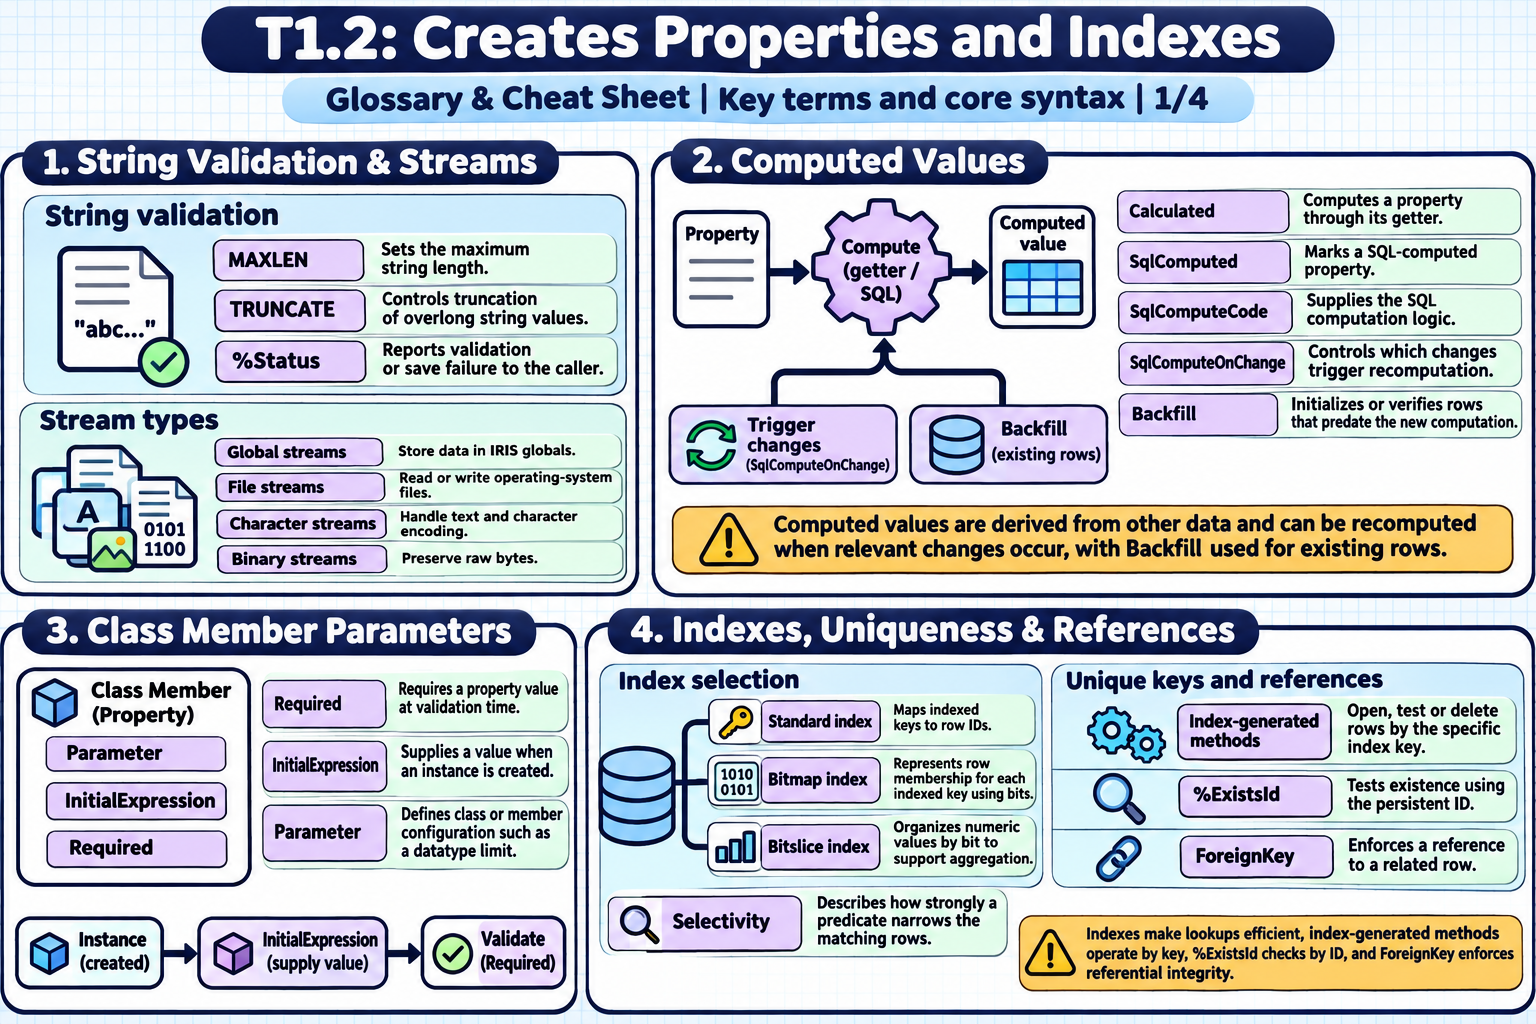 T1.2: Creates Properties and Indexes
Glossary & Cheat Sheet | Key terms and core syntax | 1/4
1. String Validation & Streams
String validation
"abc..."
MAXLEN
Sets the maximum
string length.
TRUNCATE
Controls truncation
of overlong string values.
%Status
Reports validation
or save failure to the caller.
Stream types
A
0101
1100
Global streams
Store data in IRIS globals.
File streams
Read or write operating-system
files.
Character streams
Handle text and character
encoding.
Binary streams
Preserve raw bytes.
2. Computed Values
Property
Compute
(getter /
SQL)
Computed
value
Trigger
changes
(SqlComputeOnChange)
Backfill
(existing rows)
Calculated
Computes a property
through its getter.
SqlComputed
Marks a SQL-computed
property.
SqlComputeCode
Supplies the SQL
computation logic.
SqlComputeOnChange
Controls which changes
trigger recomputation.
Backfill
Initializes or verifies rows
that predate the new computation.
Computed values are derived from other data and can be recomputed
when relevant changes occur, with Backfill used for existing rows.
3. Class Member Parameters
Class Member
(Property)
Parameter
InitialExpression
Required
Required
Requires a property value
at validation time.
InitialExpression
Supplies a value when
an instance is created.
Parameter
Defines class or member
configuration such as
a datatype limit.
Instance
(created)
InitialExpression
(supply value)
Validate
(Required)
4. Indexes, Uniqueness & References
Index selection
Standard index
Maps indexed
keys to row IDs.
1010
0101
Bitmap index
Represents row
membership for each
indexed key using bits.
Bitslice index
Organizes numeric
values by bit to
support aggregation.
Selectivity
Describes how strongly a
predicate narrows the
matching rows.
Unique keys and references
Index-generated
methods
Open, test or delete
rows by the specific
index key.
%ExistsId
Tests existence using
the persistent ID.
ForeignKey
Enforces a reference
to a related row.
Indexes make lookups efficient, index-generated methods
operate by key, %ExistsId checks by ID, and ForeignKey enforces
referential integrity.